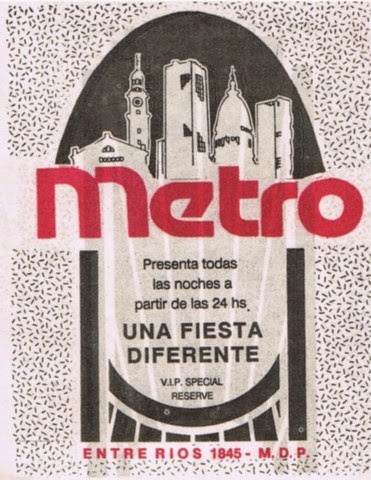 Metro
Presenta todas
las noches a
partir de las 24 hs
UNA FIESTA
DIFERENTE
V.I.P. SPECIAL
RESERVE
ENTRE RIOS 1845 - M.D.P.